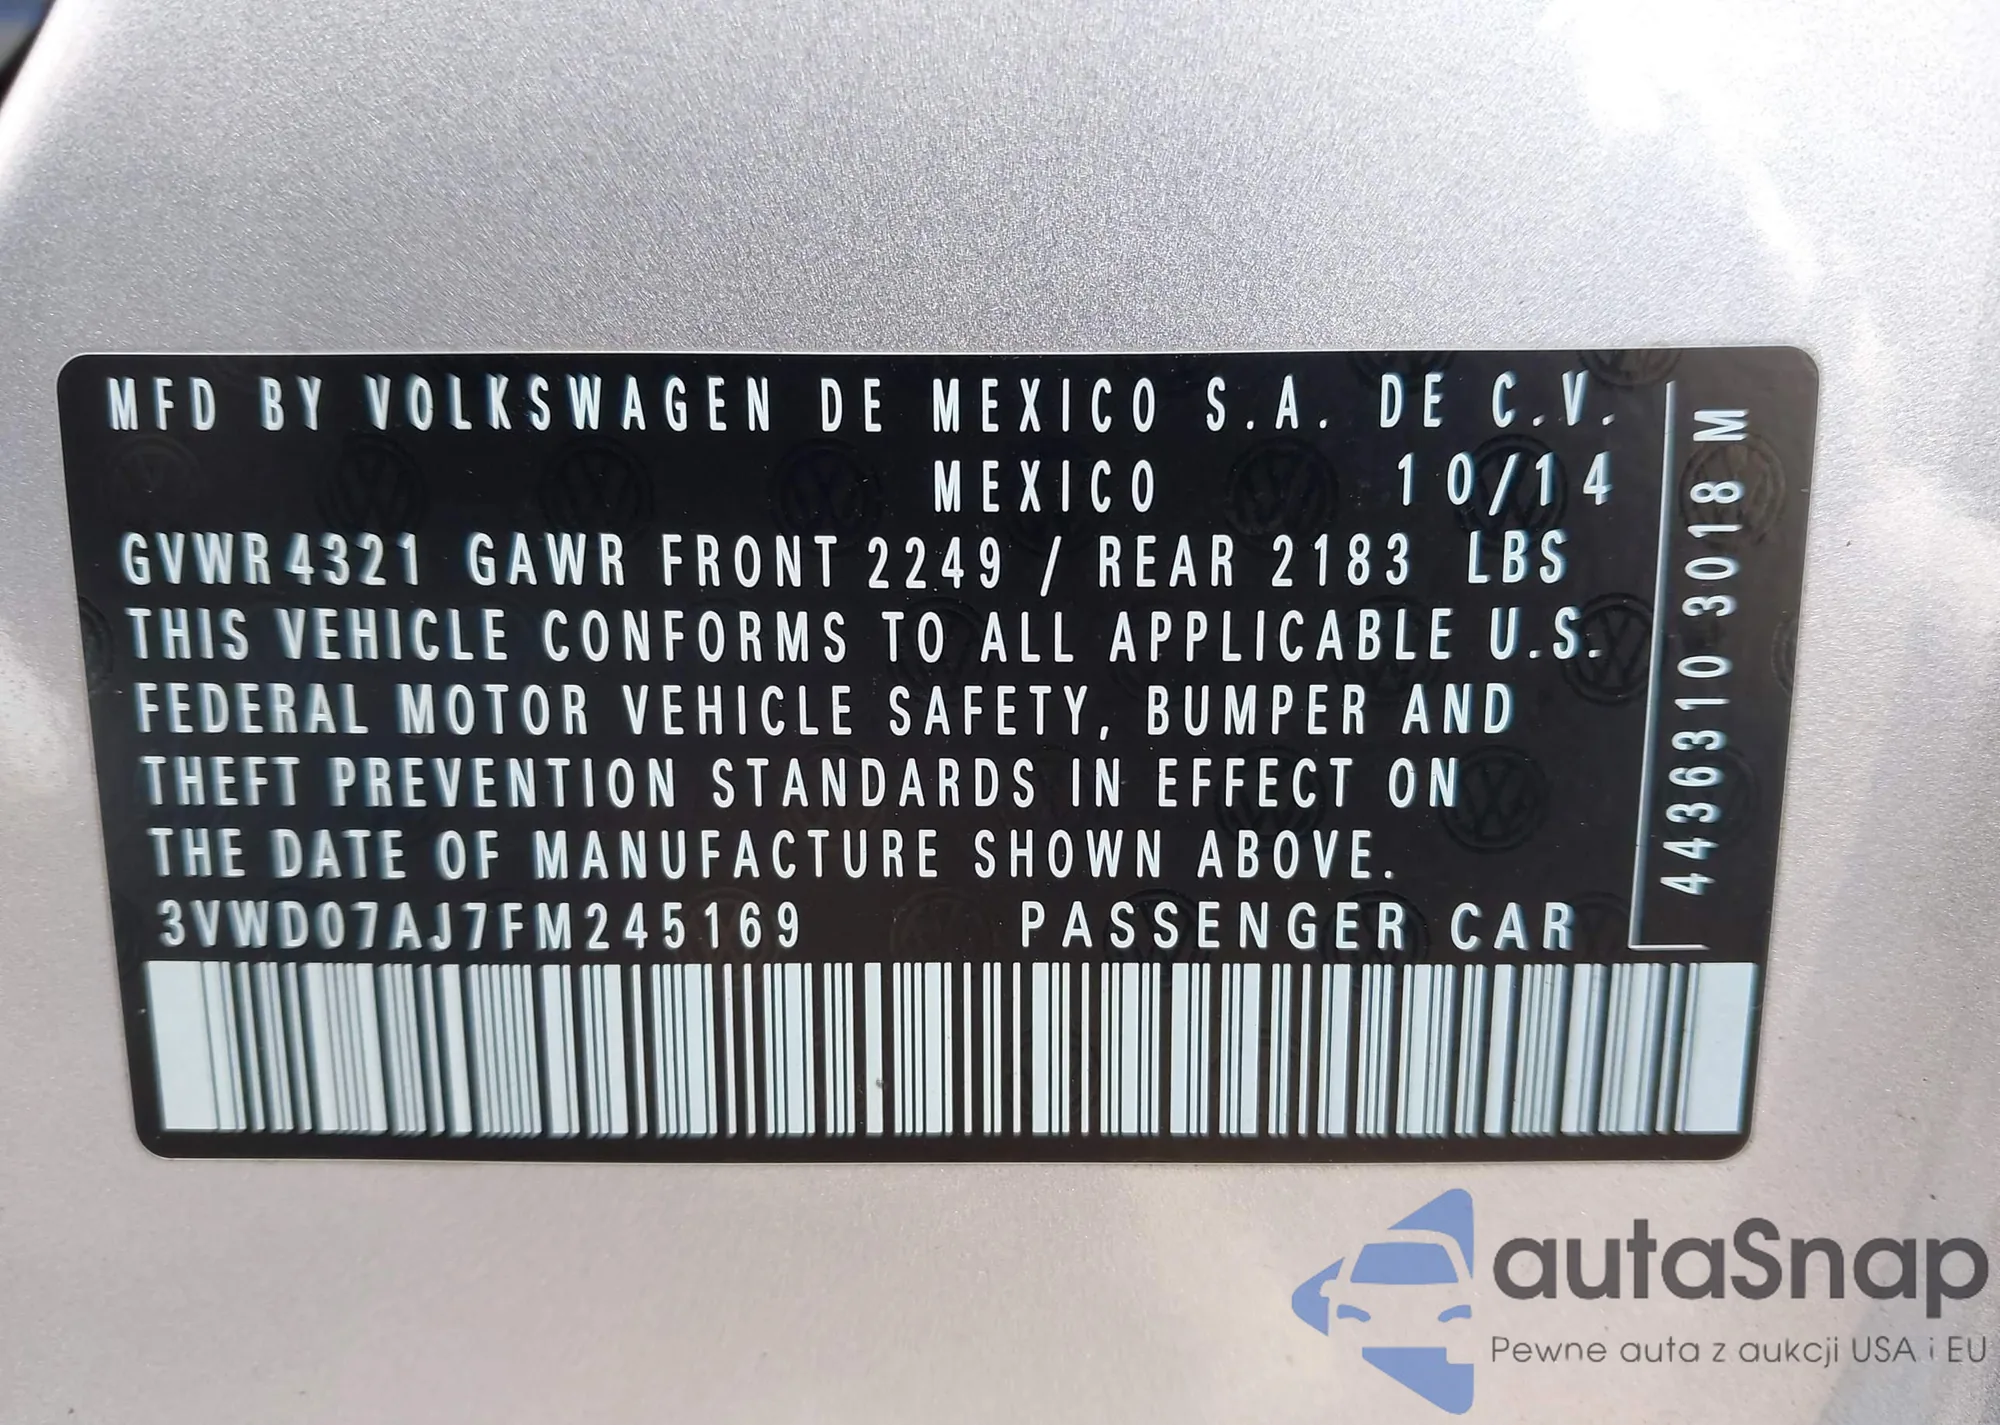 MFD BY VOLKSWAGEN DE MEXICO S.A. DE C.V.
MEXICO 10/14
GVWR 4321 GAWR FRONT 2249 / REAR 2183 LBS
THIS VEHICLE CONFORMS TO ALL APPLICABLE U.S.
FEDERAL MOTOR VEHICLE SAFETY, BUMPER AND
THEFT PREVENTION STANDARDS IN EFFECT ON
THE DATE OF MANUFACTURE SHOWN ABOVE.
3VWD07AJ7FM245169 PASSENGER CAR
4436310 3018 M
autaSnap
Pewne auta z aukcji USA i EU